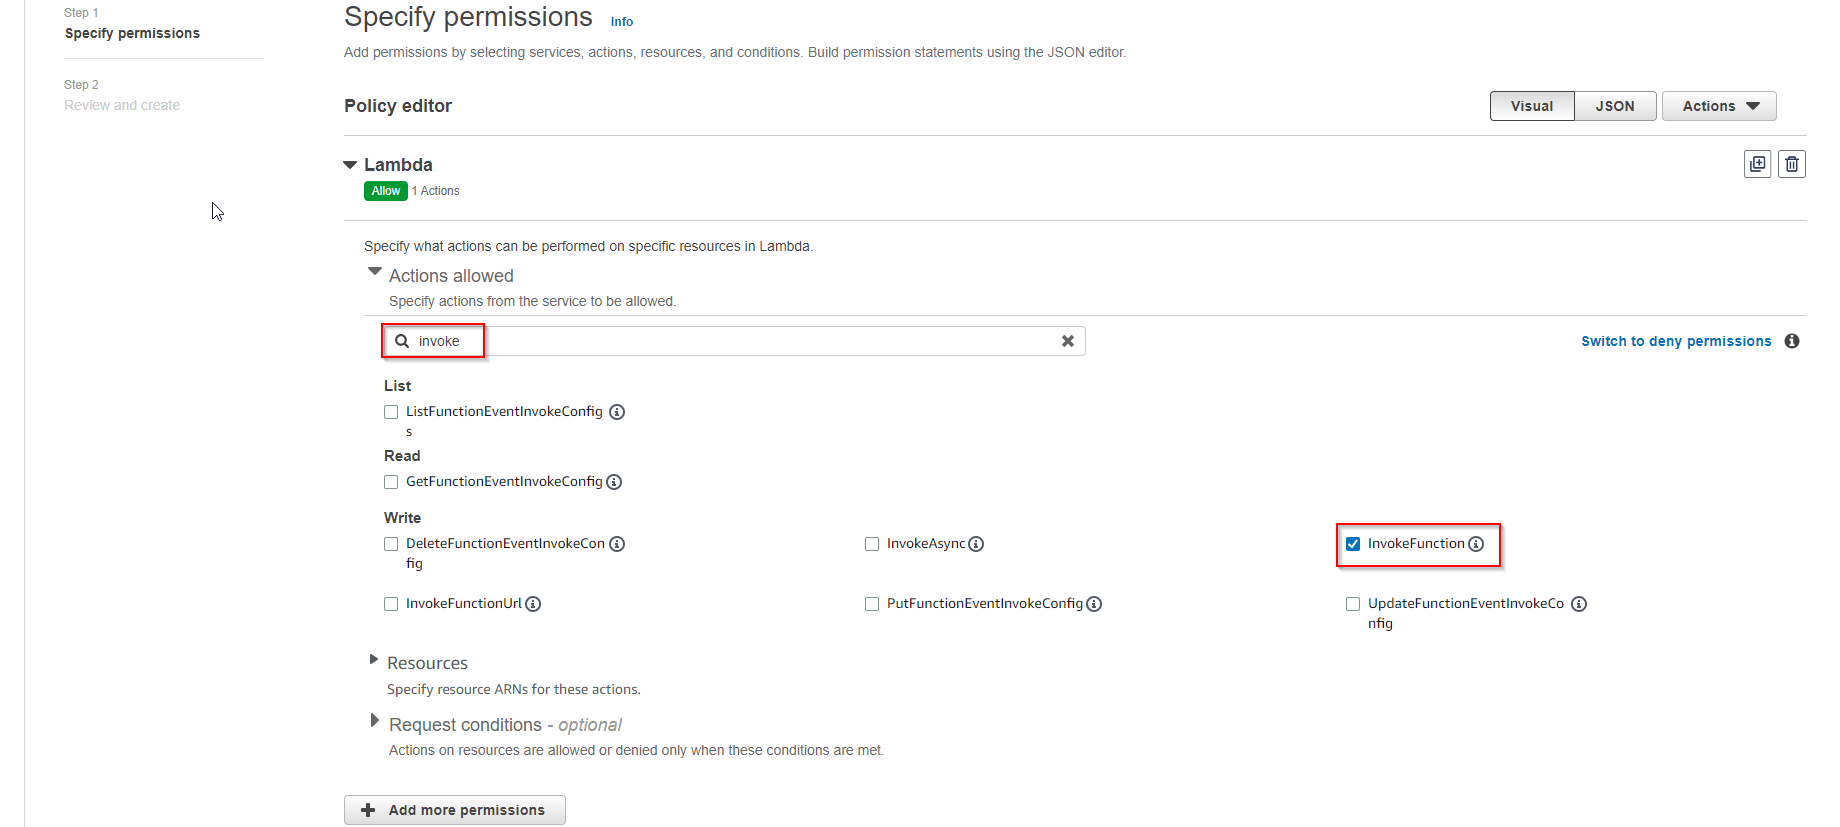 Step 1
Specify permissions
Step 2
Review and create
Specify permissions Info
Add permissions by selecting services, actions, resources, and conditions. Build permission statements using the JSON editor.
Policy editor
Visual JSON Actions
Lambda
Allow 1 Actions
Specify what actions can be performed on specific resources in Lambda.
Actions allowed
Specify actions from the service to be allowed.
invoke
Switch to deny permissions
List
ListFunctionEventInvokeConfig
s
Read
GetFunctionEventInvokeConfig
Write
DeleteFunctionEventInvokeCon
fig
InvokeAsync
InvokeFunction
InvokeFunctionUrl
PutFunctionEventInvokeConfig
UpdateFunctionEventInvokeCo
nfig
Resources
Specify resource ARNs for these actions.
Request conditions - optional
Actions on resources are allowed or denied only when these conditions are met.
Add more permissions